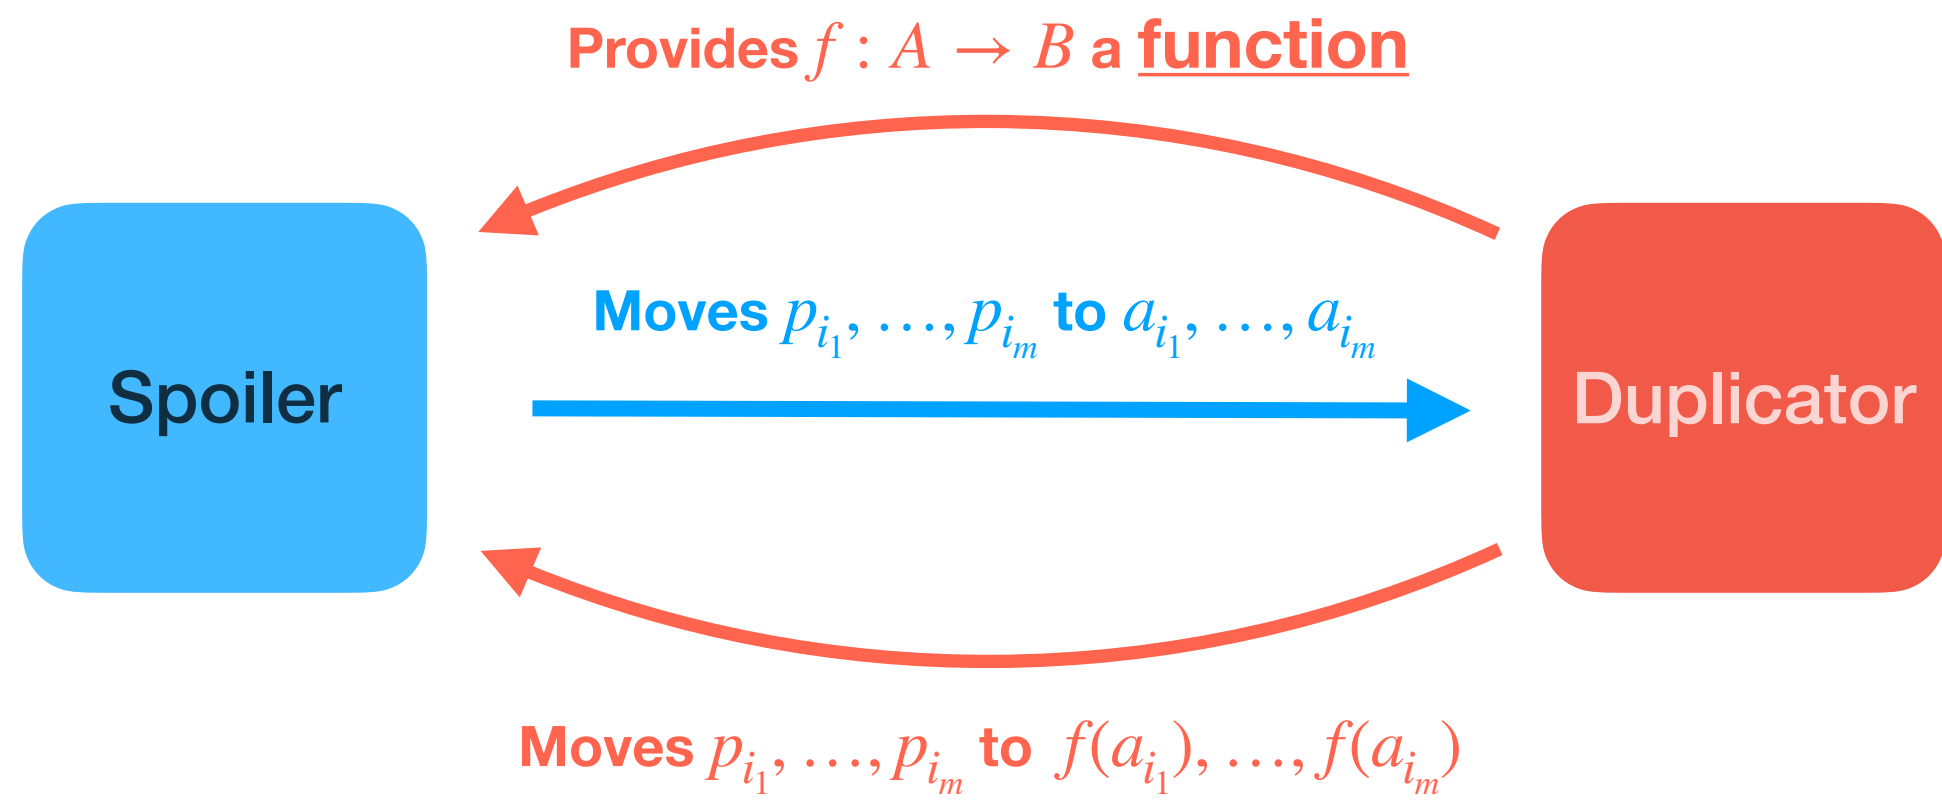 Provides f : A → B a function
Moves p_{i_1}, …, p_{i_m} to a_{i_1}, …, a_{i_m}
Spoiler
Duplicator
Moves p_{i_1}, …, p_{i_m} to f(a_{i_1}), …, f(a_{i_m})